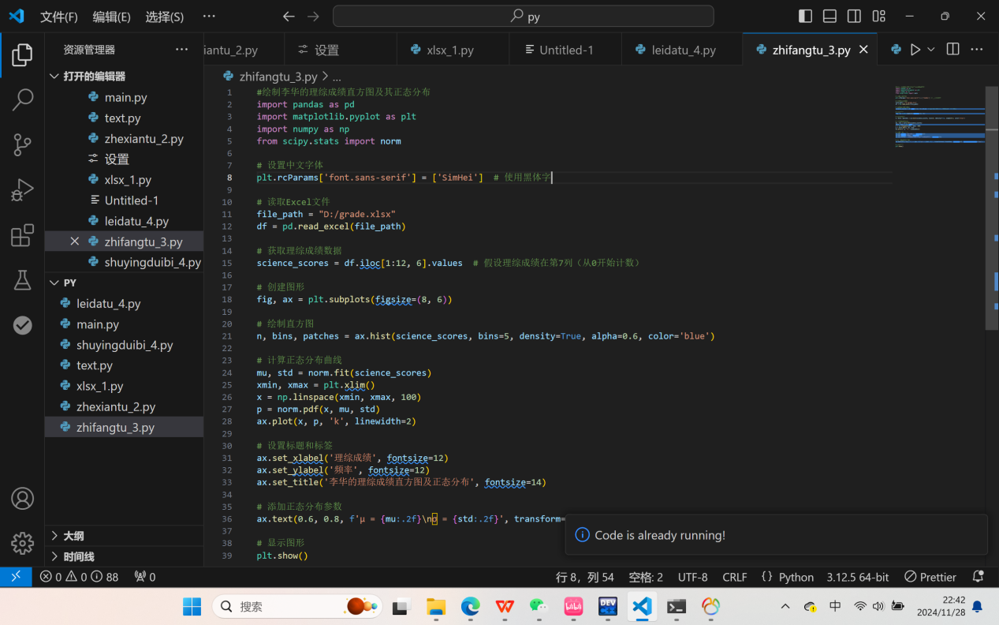 文件(F) 编辑(E) 选择(S) ··· py
资源管理器 ···
打开的编辑器
main.py
text.py
zhexiantu_2.py
设置
xlsx_1.py
Untitled-1
leidatu_4.py
zhifangtu_3.py
shuyingduibi_4.py
PY
leidatu_4.py
main.py
shuyingduibi_4.py
text.py
xlsx_1.py
zhexiantu_2.py
zhifangtu_3.py
大纲
时间线
iantu_2.py 设置 xlsx_1.py Untitled-1 leidatu_4.py zhifangtu_3.py
zhifangtu_3.py > ...
1 #绘制李华的理综成绩直方图及其正态分布
2 import pandas as pd
3 import matplotlib.pyplot as plt
4 import numpy as np
5 from scipy.stats import norm
6
7 # 设置中文字体
8 plt.rcParams['font.sans-serif'] = ['SimHei']  # 使用黑体字
9
10 # 读取Excel文件
11 file_path = "D:/grade.xlsx"
12 df = pd.read_excel(file_path)
13
14 # 获取理综成绩数据
15 science_scores = df.iloc[1:12, 6].values  # 假设理综成绩在第7列（从0开始计数）
16
17 # 创建图形
18 fig, ax = plt.subplots(figsize=(8, 6))
19
20 # 绘制直方图
21 n, bins, patches = ax.hist(science_scores, bins=5, density=True, alpha=0.6, color='blue')
22
23 # 计算正态分布曲线
24 mu, std = norm.fit(science_scores)
25 xmin, xmax = plt.xlim()
26 x = np.linspace(xmin, xmax, 100)
27 p = norm.pdf(x, mu, std)
28 ax.plot(x, p, 'k', linewidth=2)
29
30 # 设置标题和标签
31 ax.set_xlabel('理综成绩', fontsize=12)
32 ax.set_ylabel('频率', fontsize=12)
33 ax.set_title('李华的理综成绩直方图及正态分布', fontsize=14)
34
35 # 添加正态分布参数
36 ax.text(0.6, 0.8, f'μ = {mu:.2f}\nσ = {std:.2f}', transform=
37
38 # 显示图形
39 plt.show()
Code is already running!
0 0 88 0 行 8，列 54 空格: 2 UTF-8 CRLF {} Python 3.12.5 64-bit Prettier
搜索 DEV 中 22:42
2024/11/28